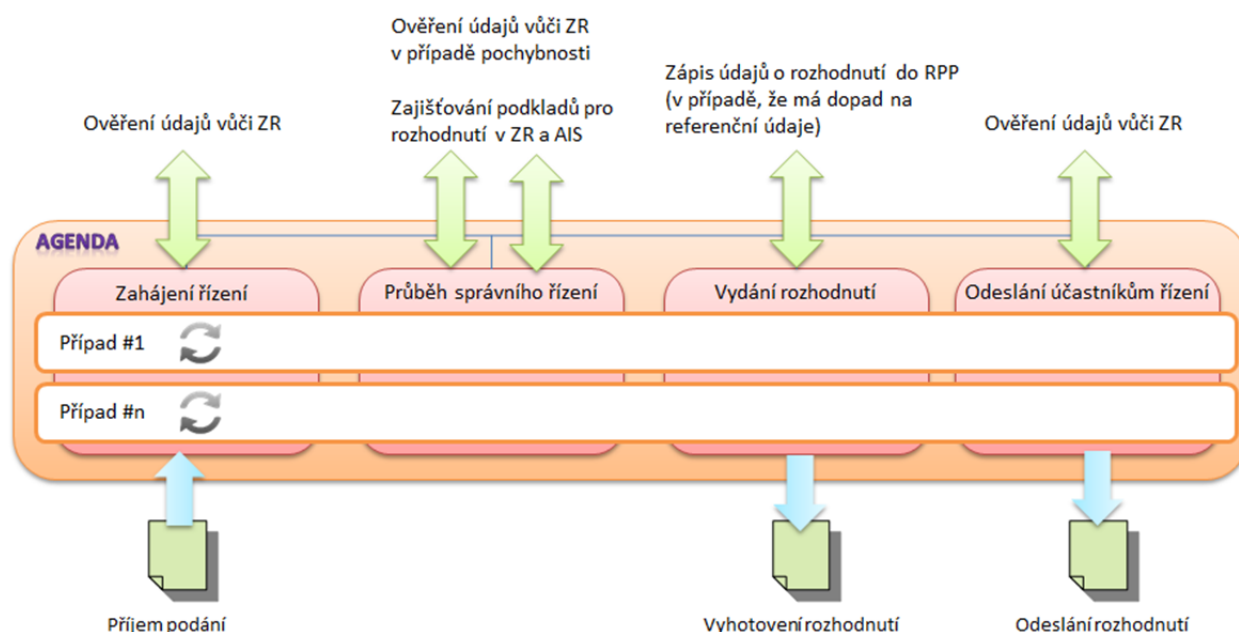 Ověření údajů vůči ZR
v případě pochybnosti
Zajišťování podkladů pro
rozhodnutí v ZR a AIS
Zápis údajů o rozhodnutí do RPP
(v případě, že má dopad na
referenční údaje)
Ověření údajů vůči ZR
Ověření údajů vůči ZR
AGENDA
Zahájení řízení
Průběh správního řízení
Vydání rozhodnutí
Odeslání účastníkům řízení
Případ #1
Případ #n
Příjem podání
Vyhotovení rozhodnutí
Odeslání rozhodnutí